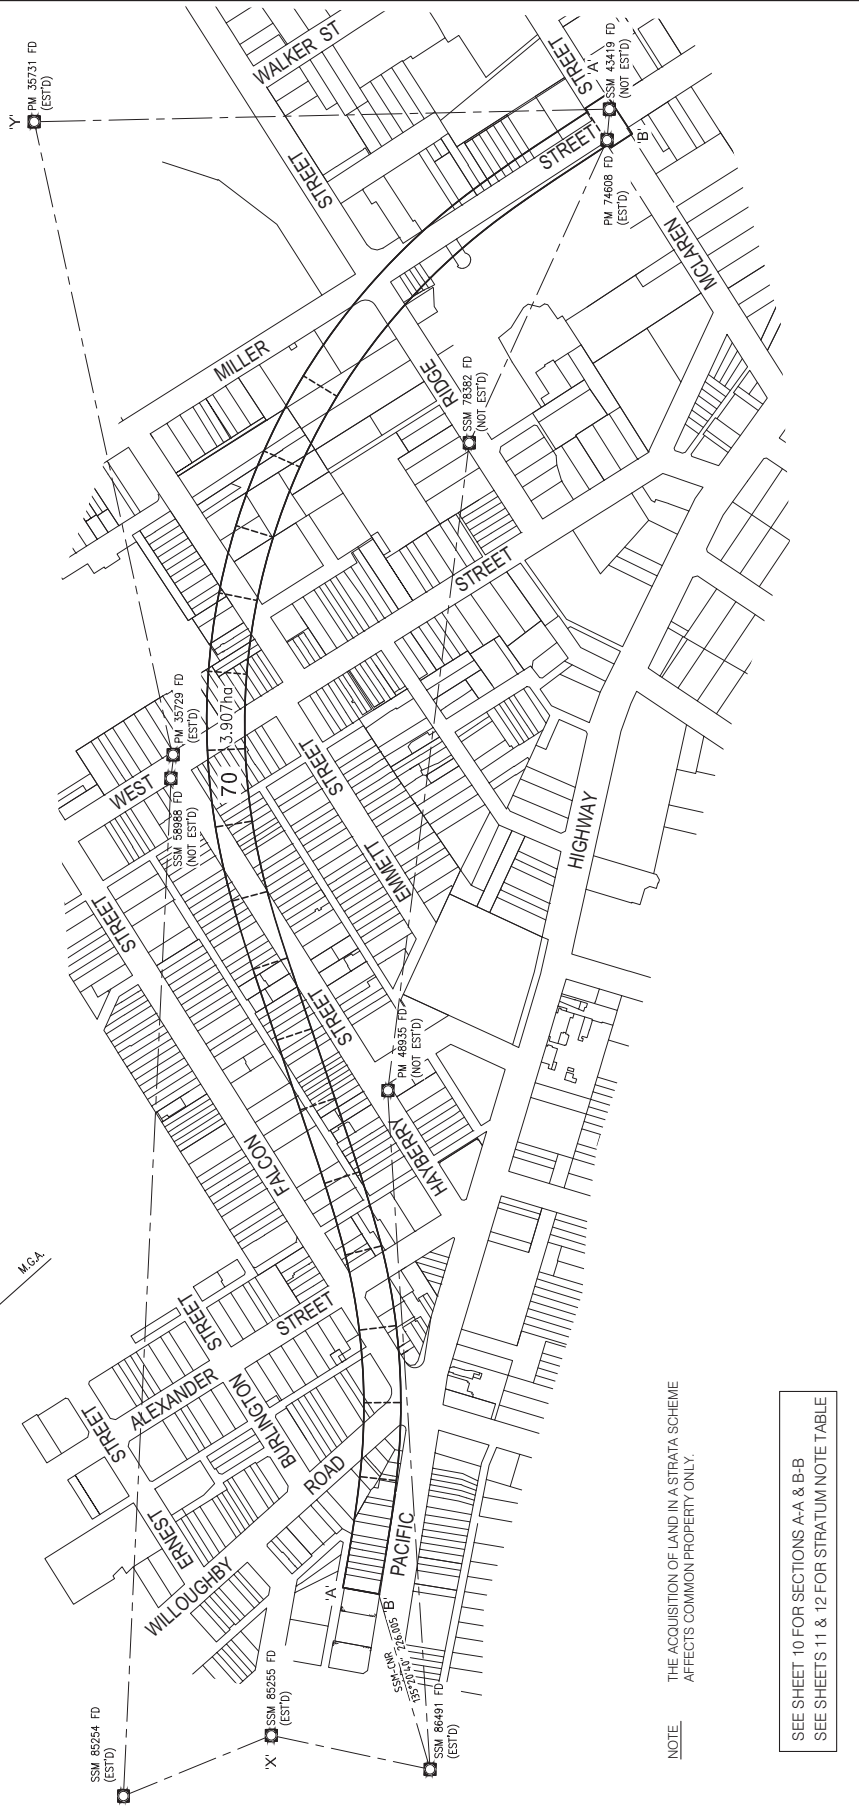 'Y'
PM 35731 FD
(EST'D)
WALKER ST
STREET
STREET
'A'
SSM 43419 FD
(NOT EST'D)
STREET
'B'
PM 74608 FD
(EST'D)
MCLAREN
MILLER
RIDGE
SSM 78382 FD
(NOT EST'D)
STREET
PM 35729 FD
(EST'D)
WEST
SSM 58988 FD
(NOT EST'D)
70
3.907ha
STREET
EMMETT
HIGHWAY
STREET
STREET
PM 48935 FD
(NOT EST'D)
FALCON
HAYBERRY
M.G.A.
STREET
STREET
STREET
ALEXANDER
BURLINGTON
ERNEST
ROAD
WILLOUGHBY
PACIFIC
'A'
'B'
SSM-CNR
135°20'40" 226.005
SSM 85254 FD
(EST'D)
'X'
SSM 85255 FD
(EST'D)
SSM 86491 FD
(EST'D)
NOTE
THE ACQUISITION OF LAND IN A STRATA SCHEME
AFFECTS COMMON PROPERTY ONLY.
SEE SHEET 10 FOR SECTIONS A-A & B-B
SEE SHEETS 11 & 12 FOR STRATUM NOTE TABLE